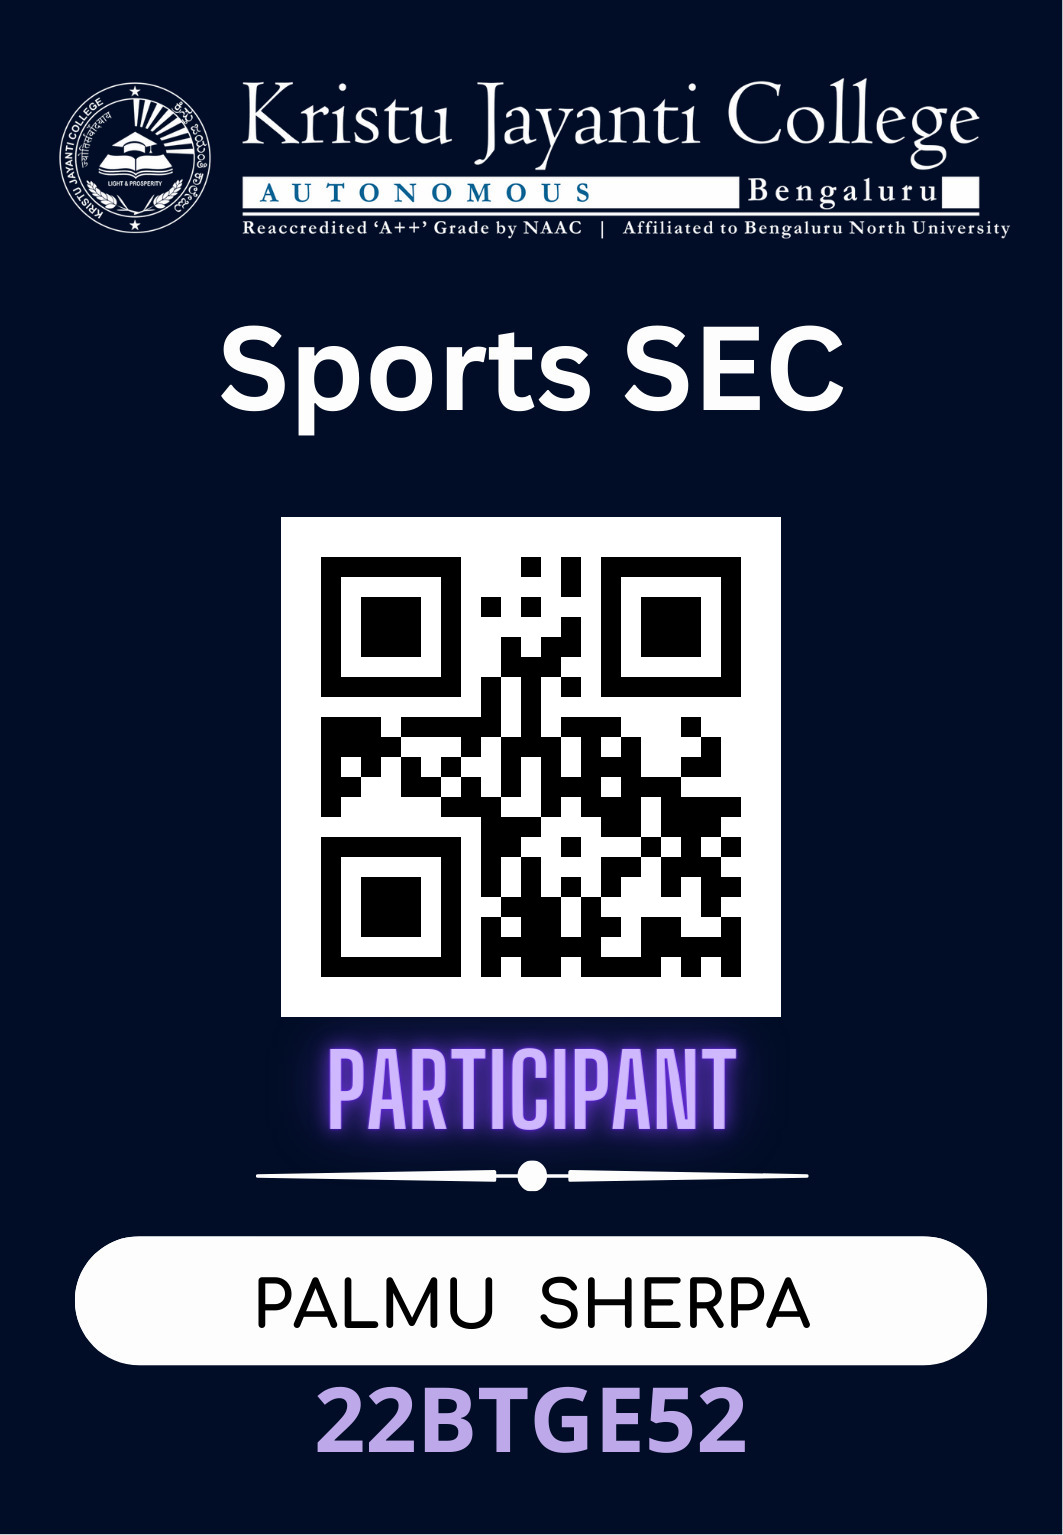 KRISTU JAYANTI COLLEGE
ಕ್ರಿಸ್ತು ಜಯಂತಿ ಕಾಲೇಜು
LIGHT & PROSPERITY
Kristu Jayanti College
AUTONOMOUS Bengaluru
Reaccredited ‘A++’ Grade by NAAC | Affiliated to Bengaluru North University
Sports SEC
PARTICIPANT
PALMU SHERPA
22BTGE52